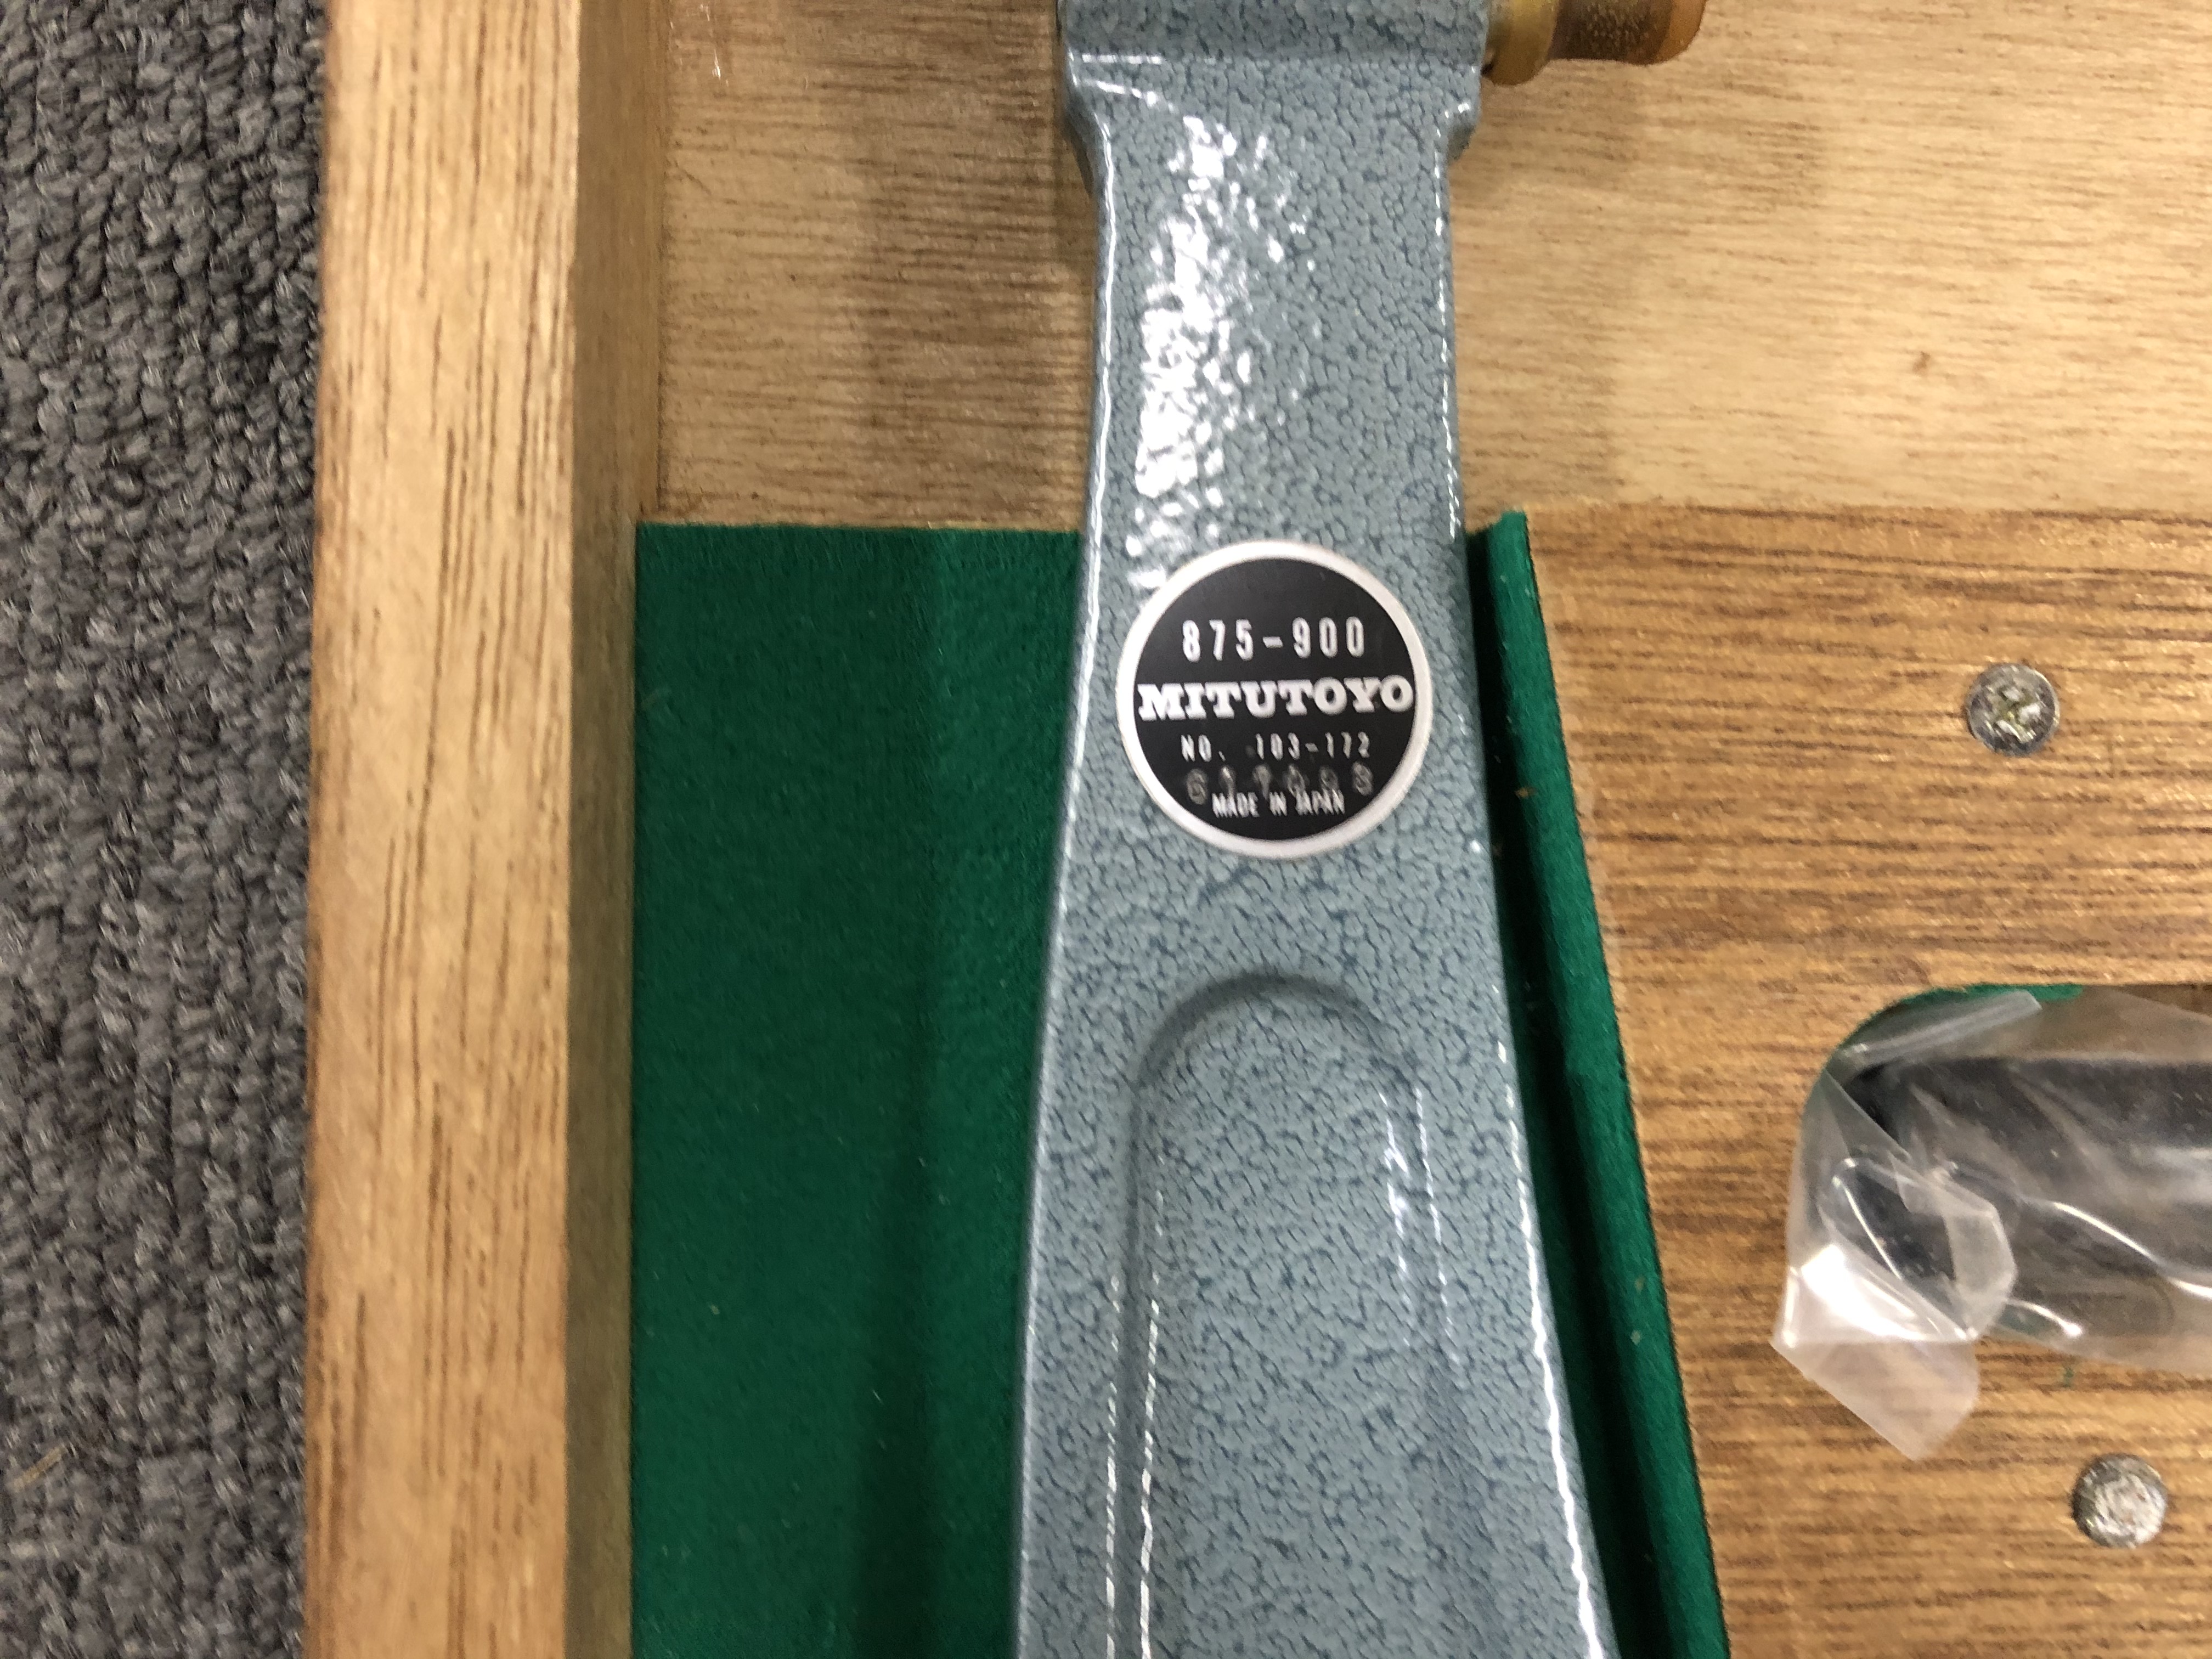 875-900
MITUTOYO
NO. 103-172
MADE IN JAPAN